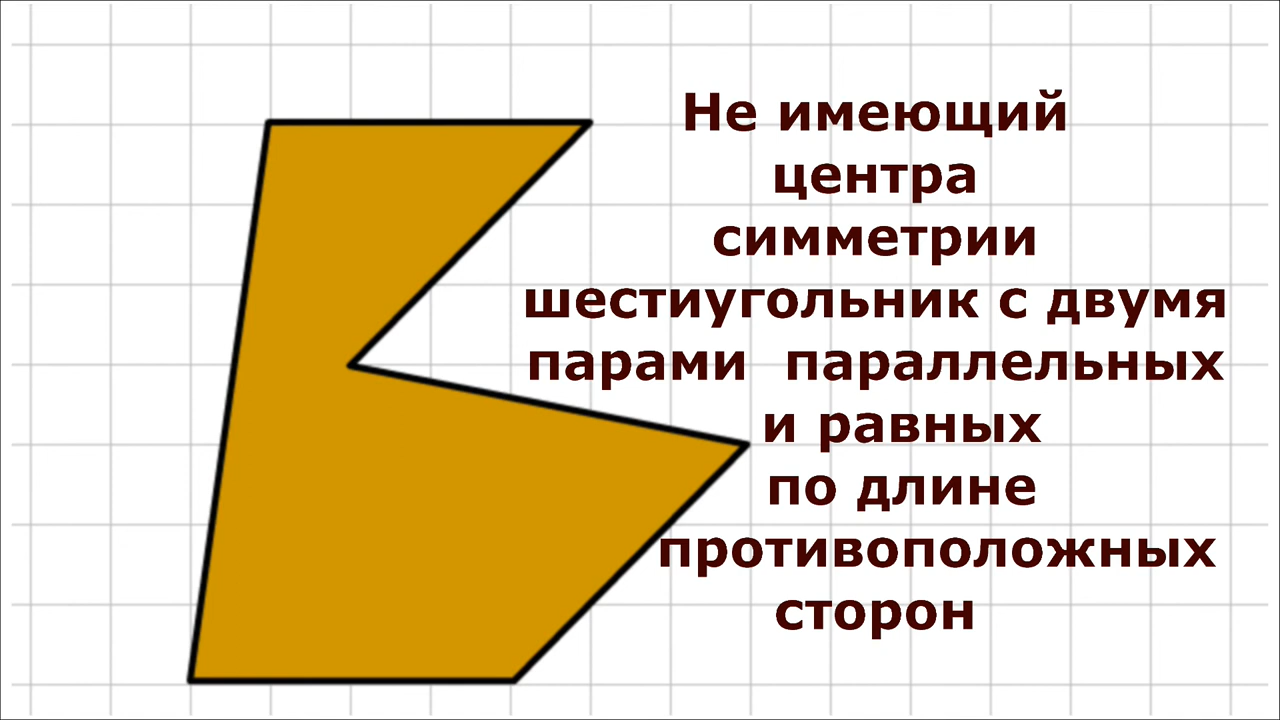 Не имеющий
центра
симметрии
шестиугольник с двумя
парами параллельных
и равных
по длине
противоположных
сторон